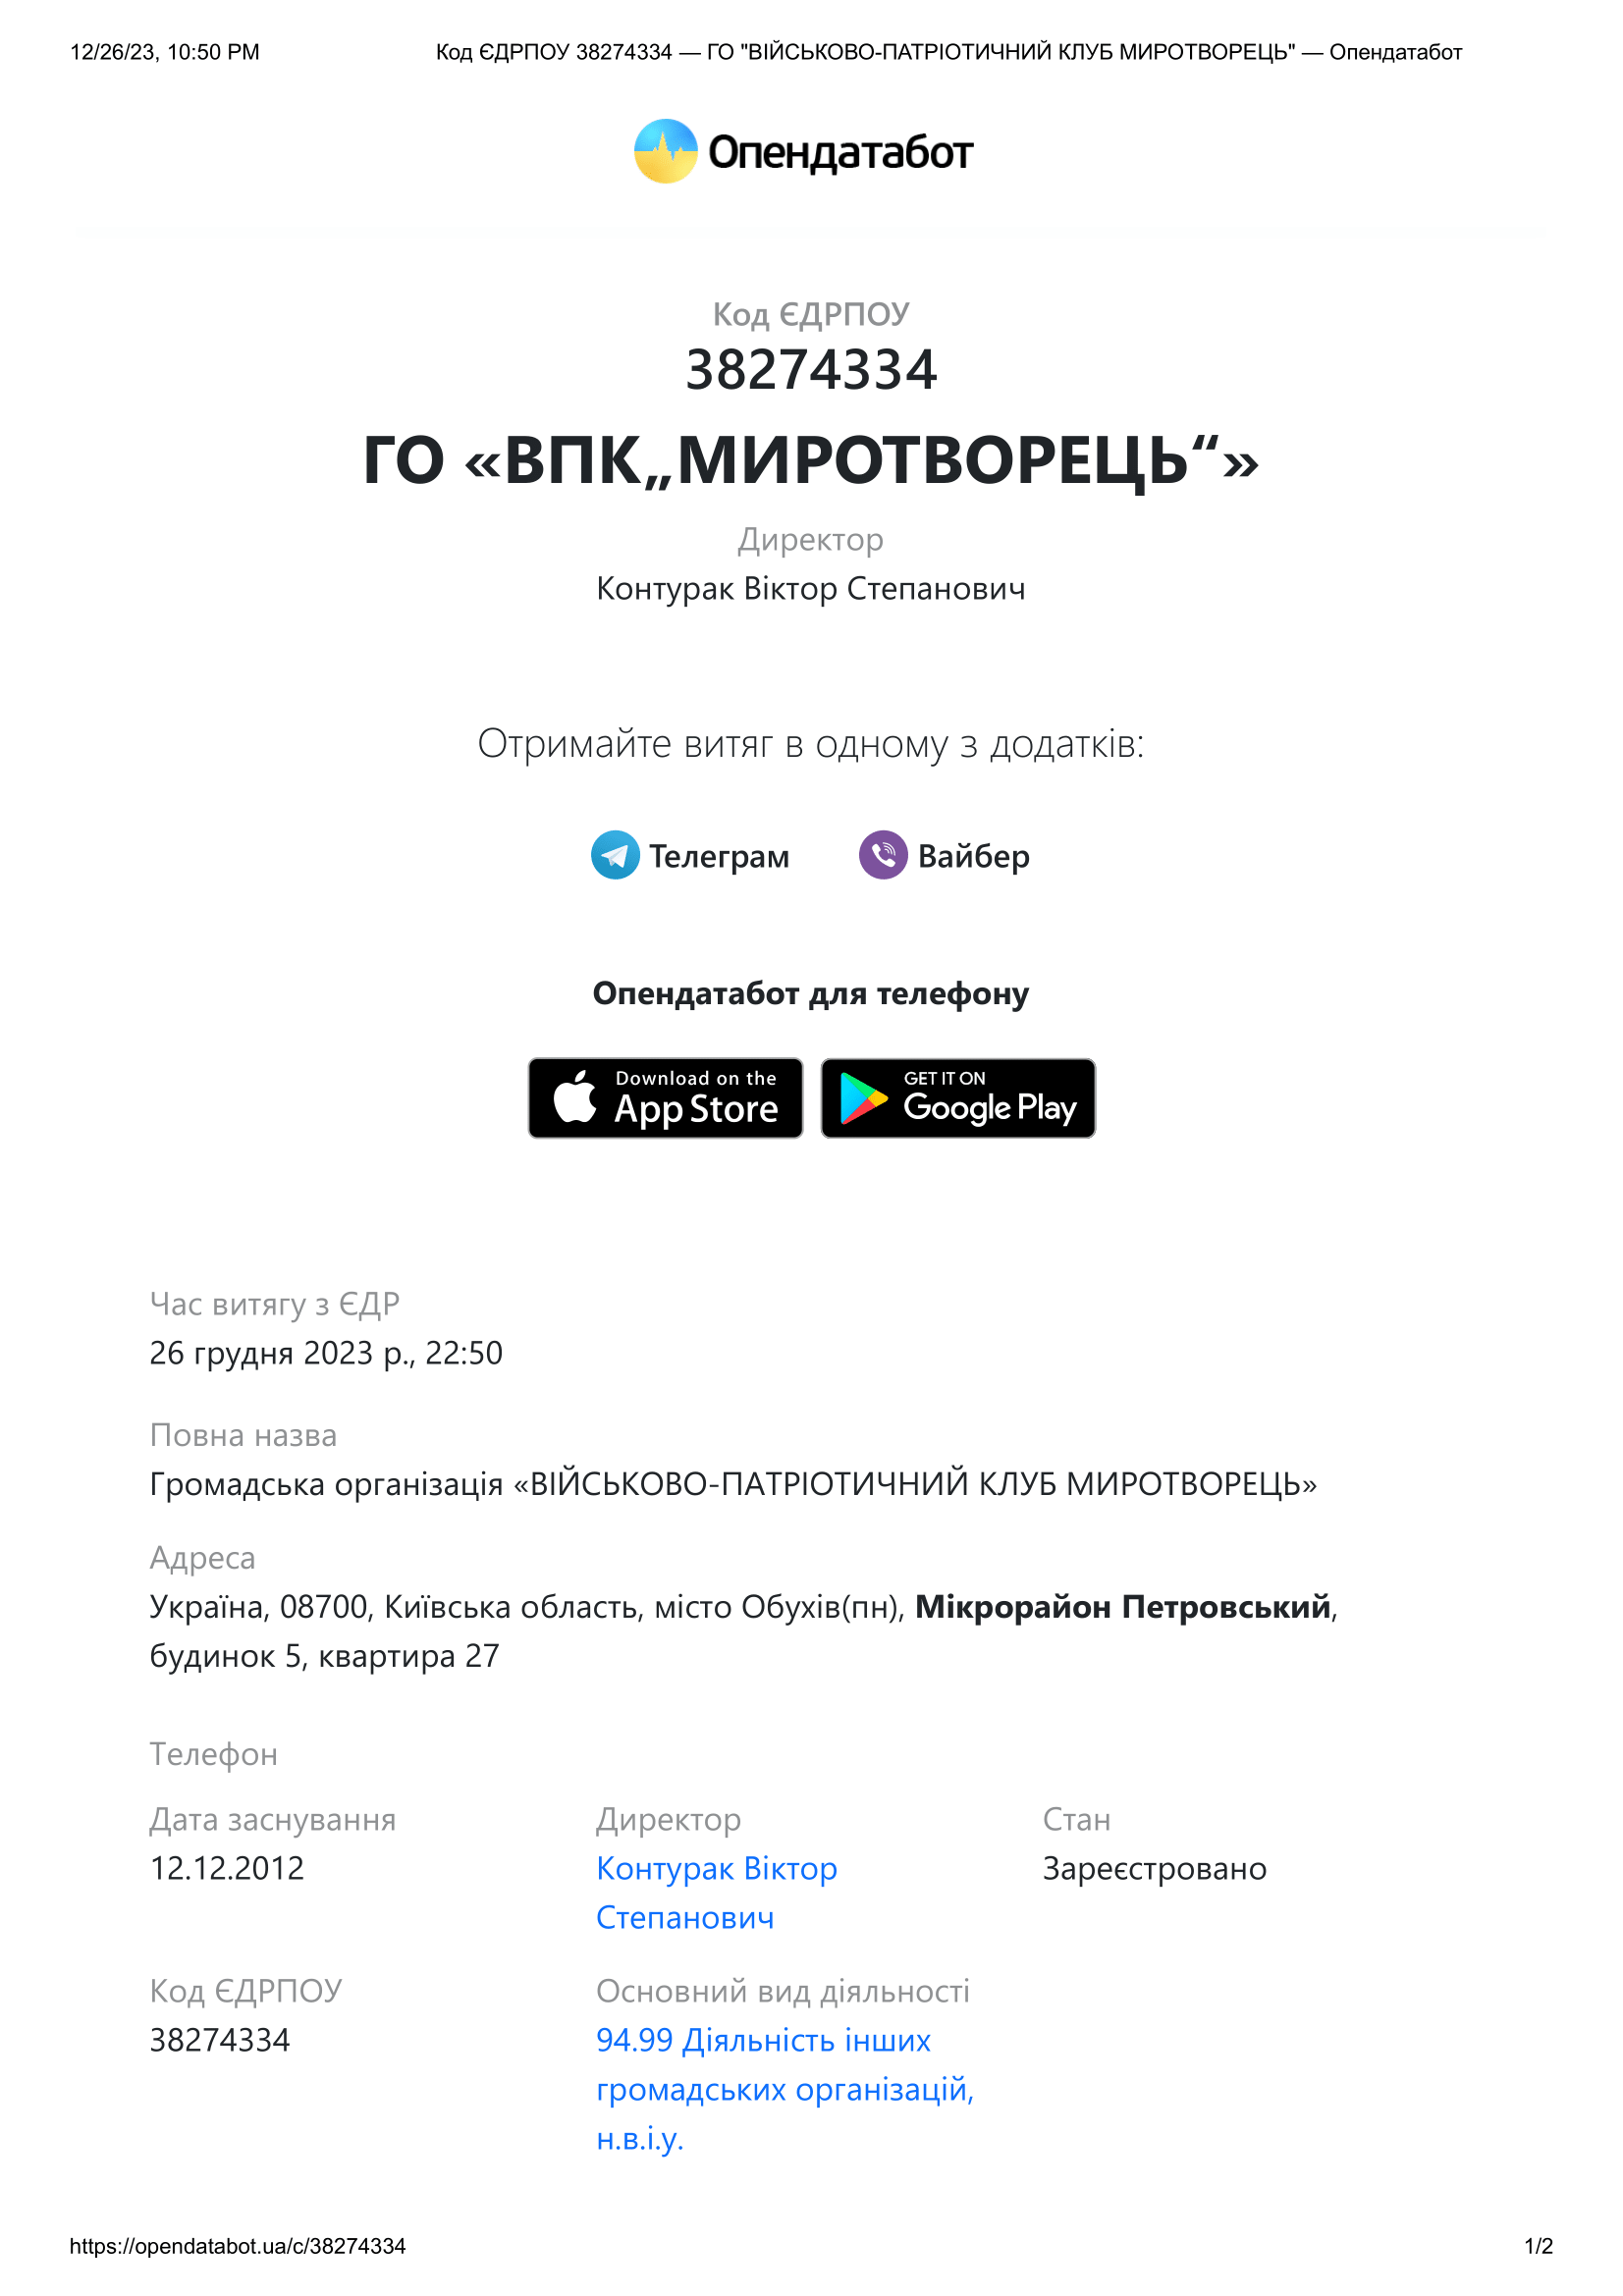 12/26/23, 10:50 PM
Код ЄДРПОУ 38274334 — ГО "ВІЙСЬКОВО-ПАТРІОТИЧНИЙ КЛУБ МИРОТВОРЕЦЬ" — Опендатабот
Опендатабот
Код ЄДРПОУ
38274334
ГО «ВПК„МИРОТВОРЕЦЬ“»
Директор
Контурак Віктор Степанович
Отримайте витяг в одному з додатків:
Телеграм
Вайбер
Опендатабот для телефону
Download on the
App Store
GET IT ON
Google Play
Час витягу з ЄДР
26 грудня 2023 р., 22:50
Повна назва
Громадська організація «ВІЙСЬКОВО-ПАТРІОТИЧНИЙ КЛУБ МИРОТВОРЕЦЬ»
Адреса
Україна, 08700, Київська область, місто Обухів(пн), Мікрорайон Петровський,
будинок 5, квартира 27
Телефон
Дата заснування
12.12.2012
Директор
Контурак Віктор
Степанович
Стан
Зареєстровано
Код ЄДРПОУ
38274334
Основний вид діяльності
94.99 Діяльність інших
громадських організацій,
н.в.і.у.
https://opendatabot.ua/c/38274334
1/2